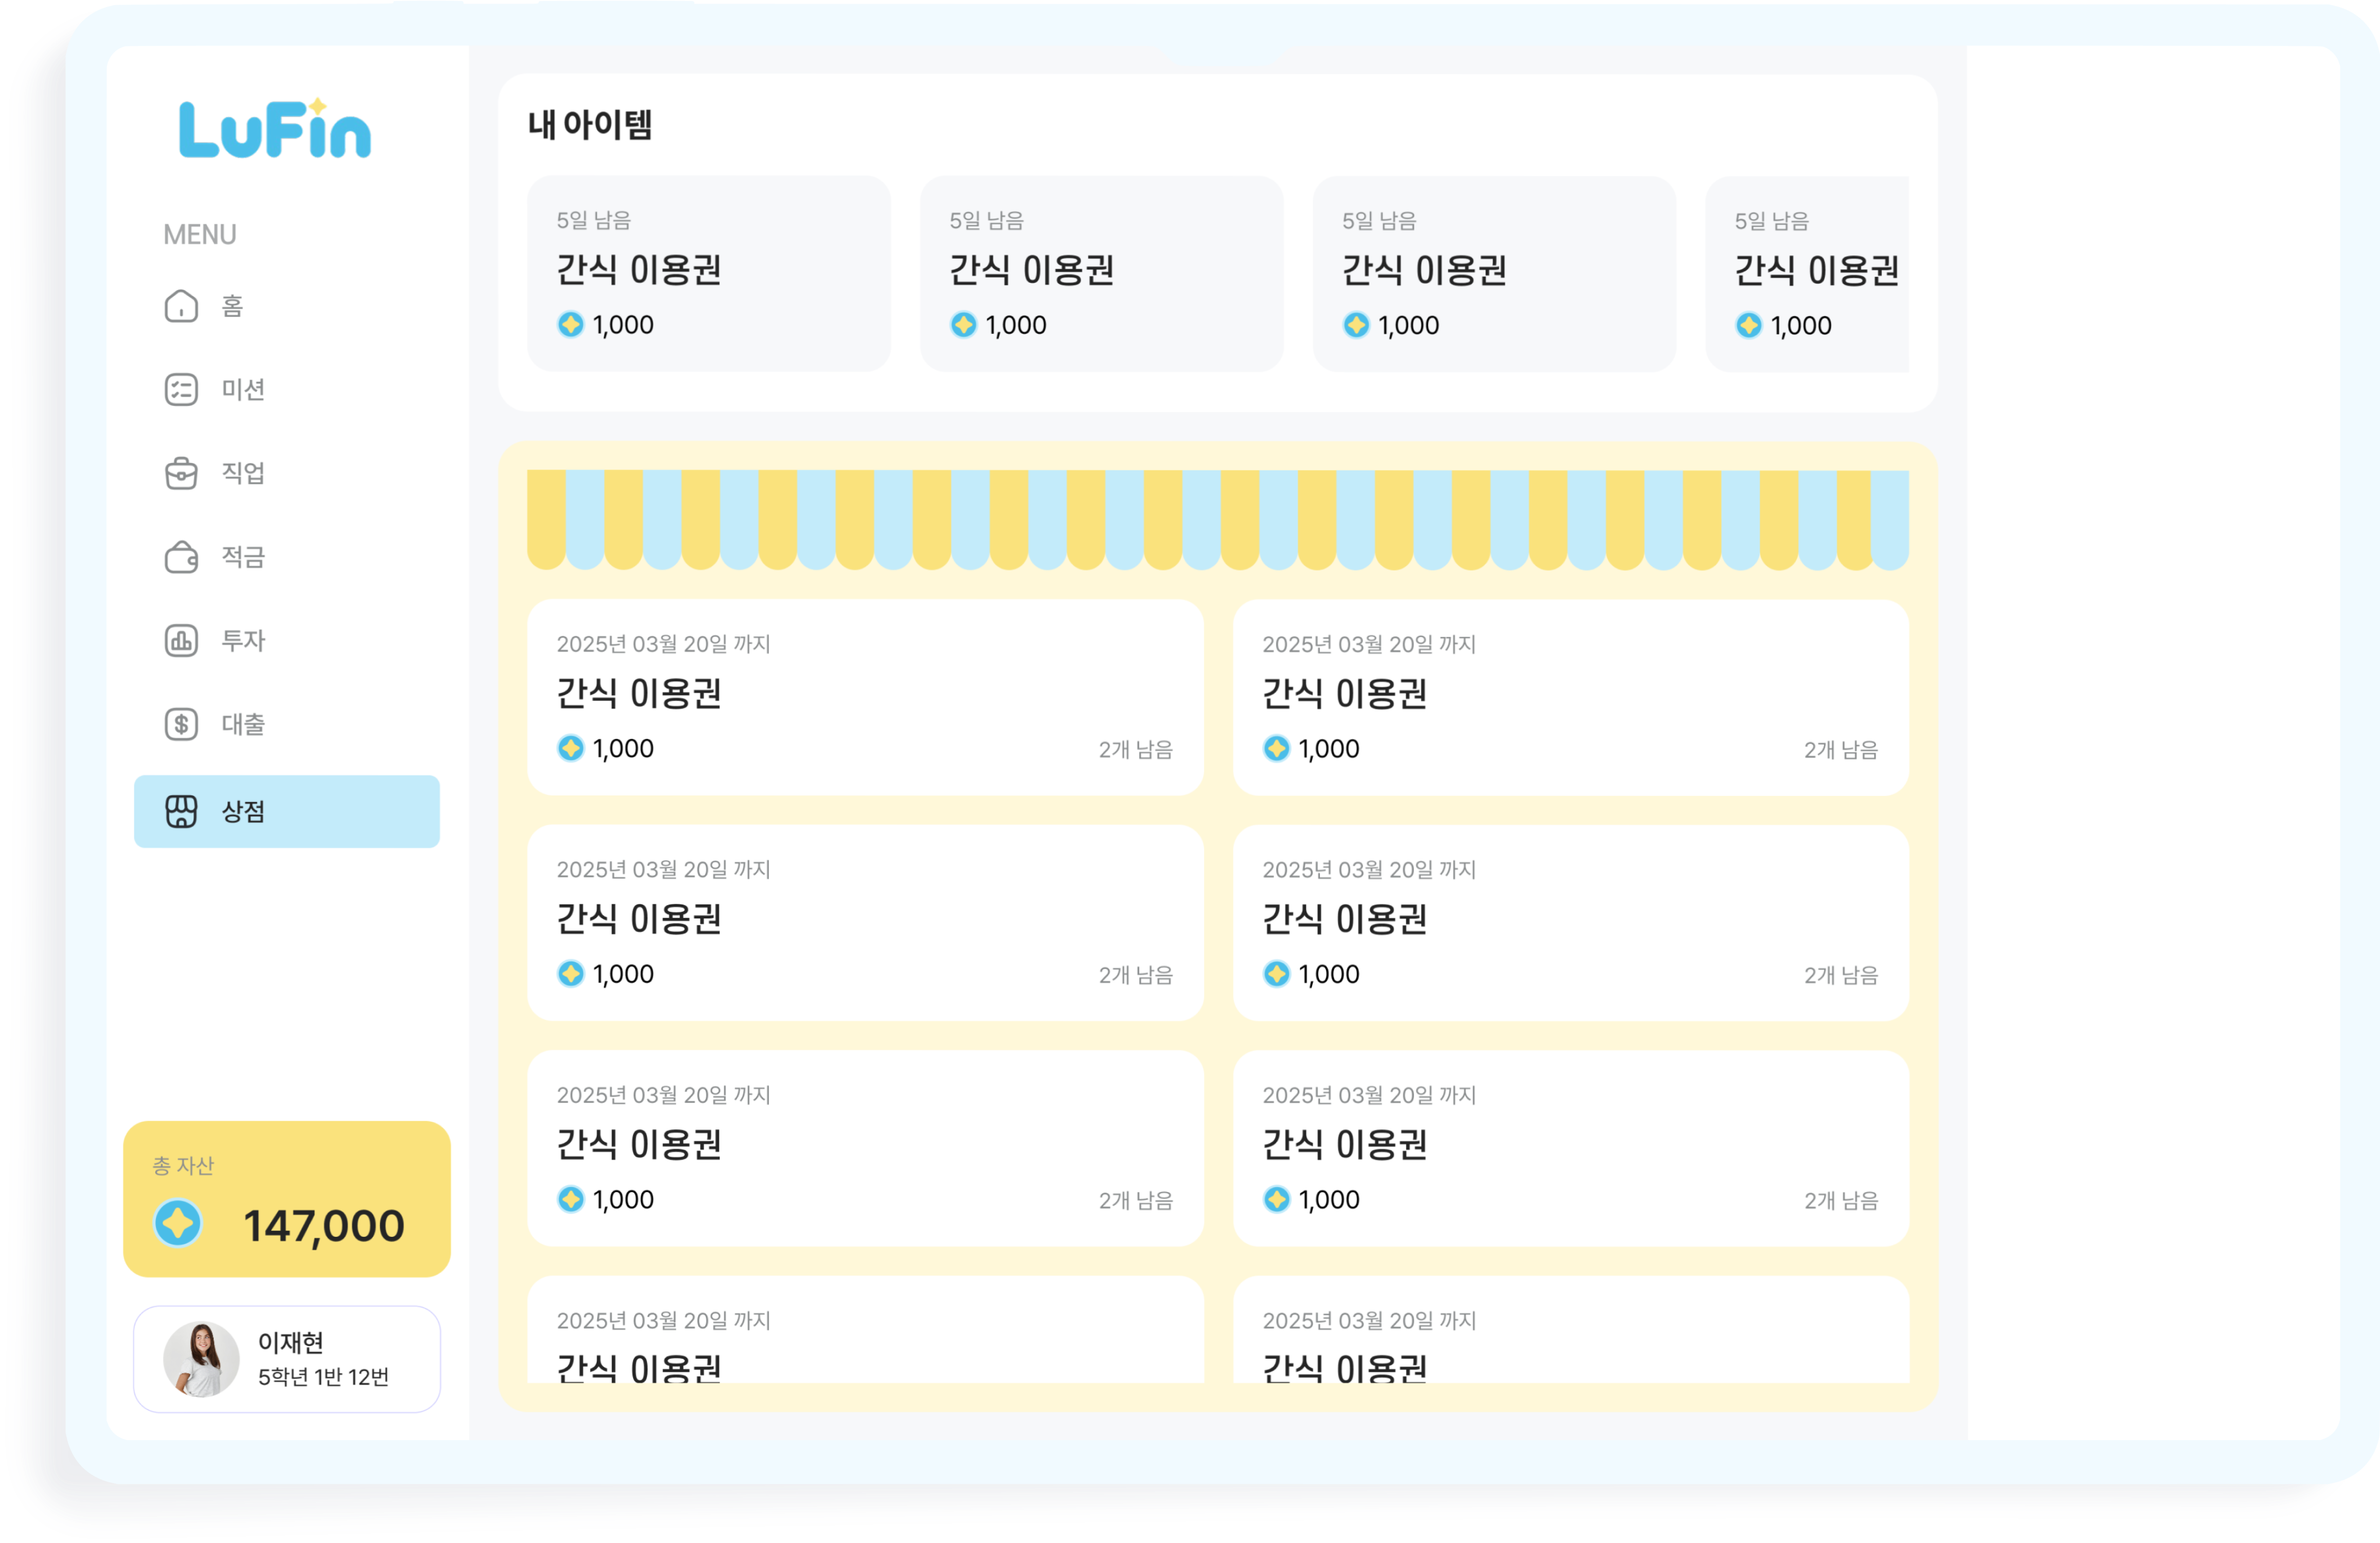 LuFin
MENU
홈
미션
직업
적금
투자
대출
상점
총 자산
147,000
이재현
5학년 1반 12번
내 아이템
5일 남음
간식 이용권
1,000
5일 남음
간식 이용권
1,000
5일 남음
간식 이용권
1,000
5일 남음
간식 이용권
1,000
2025년 03월 20일 까지
간식 이용권
1,000
2개 남음
2025년 03월 20일 까지
간식 이용권
1,000
2개 남음
2025년 03월 20일 까지
간식 이용권
1,000
2개 남음
2025년 03월 20일 까지
간식 이용권
1,000
2개 남음
2025년 03월 20일 까지
간식 이용권
1,000
2개 남음
2025년 03월 20일 까지
간식 이용권
1,000
2개 남음
2025년 03월 20일 까지
간식 이용권
2025년 03월 20일 까지
간식 이용권